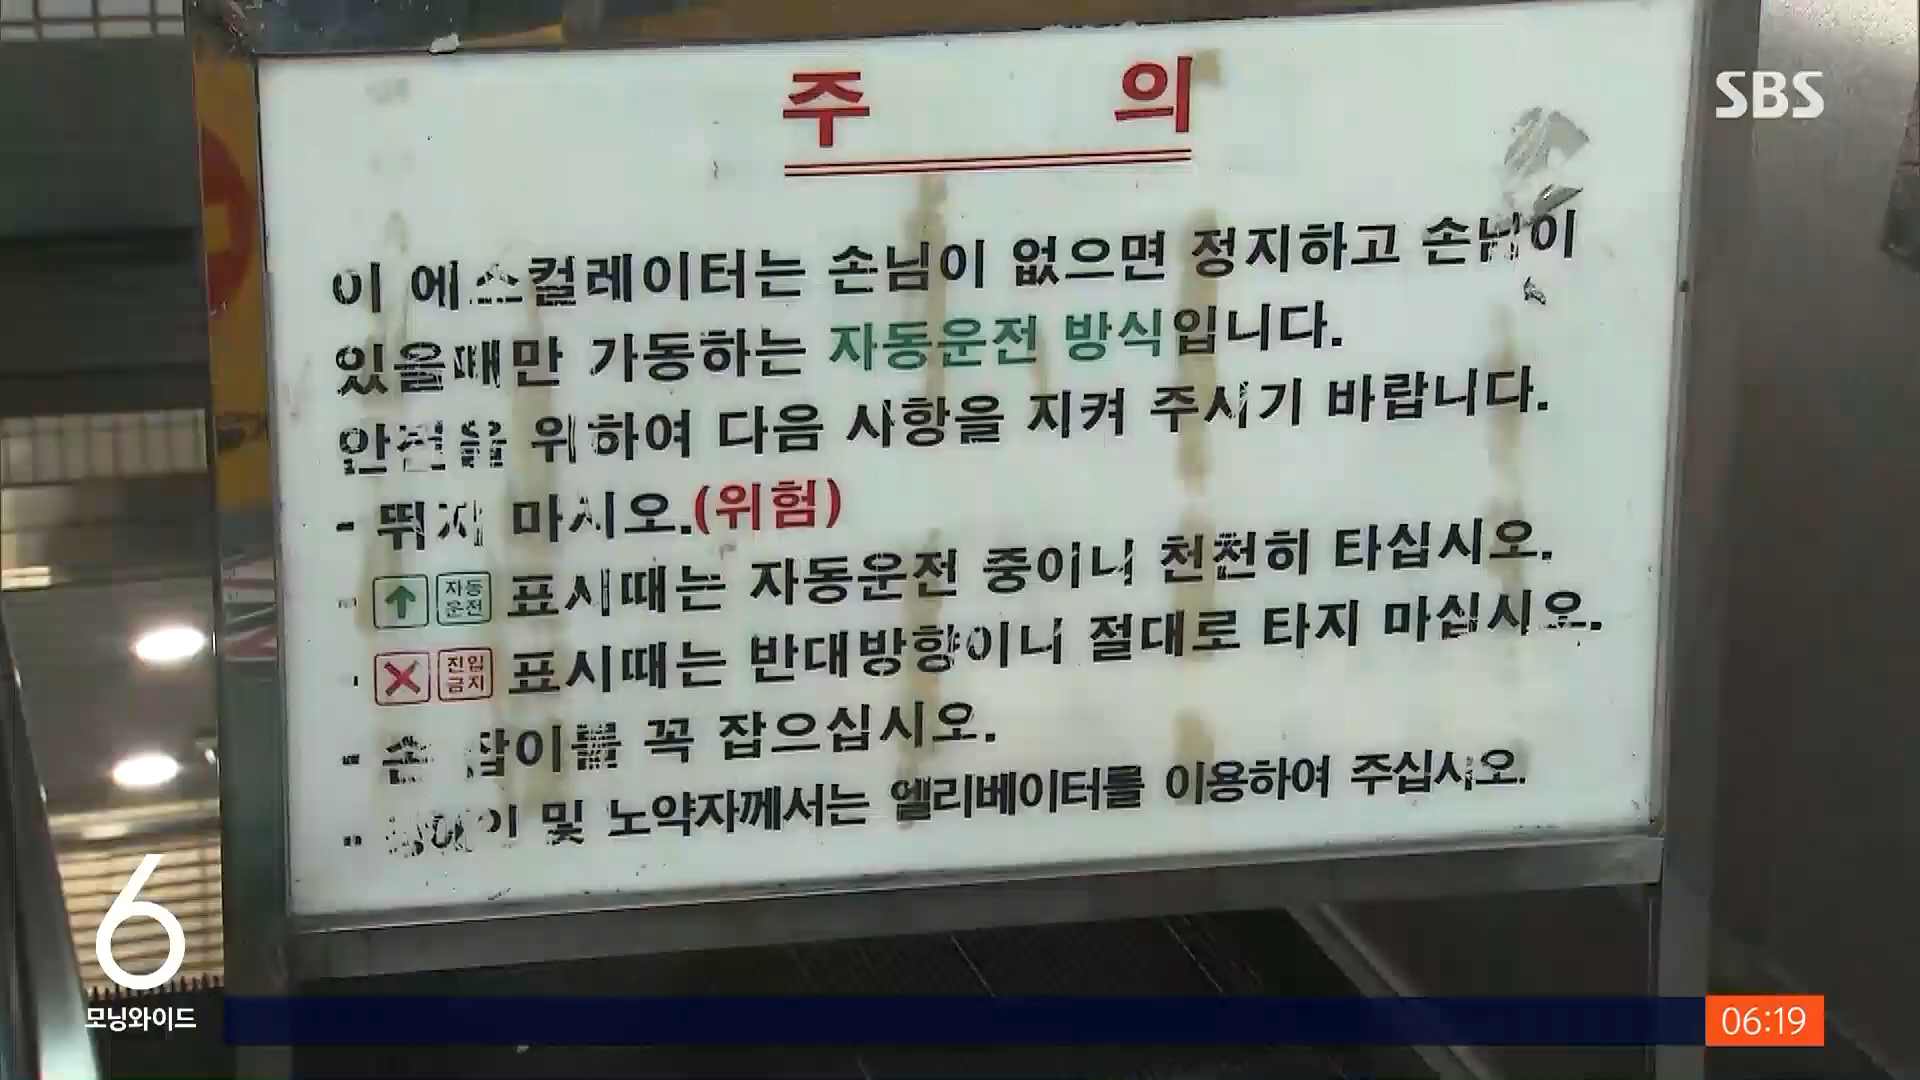 SBS
주 의
이 에스컬레이터는 손님이 없으면 정지하고 손님이
있을때만 가동하는 자동운전 방식입니다.
안전을 위하여 다음 사항을 지켜 주시기 바랍니다.
- 뛰지 마시오.(위험)
- ↑ 자동운전 표시때는 자동운전 중이니 천천히 타십시오.
- X 진입금지 표시때는 반대방향이니 절대로 타지 마십시오.
- 손 잡이를 꼭 잡으십시오.
- 및 노약자께서는 엘리베이터를 이용하여 주십시오.
6
모닝와이드
06:19